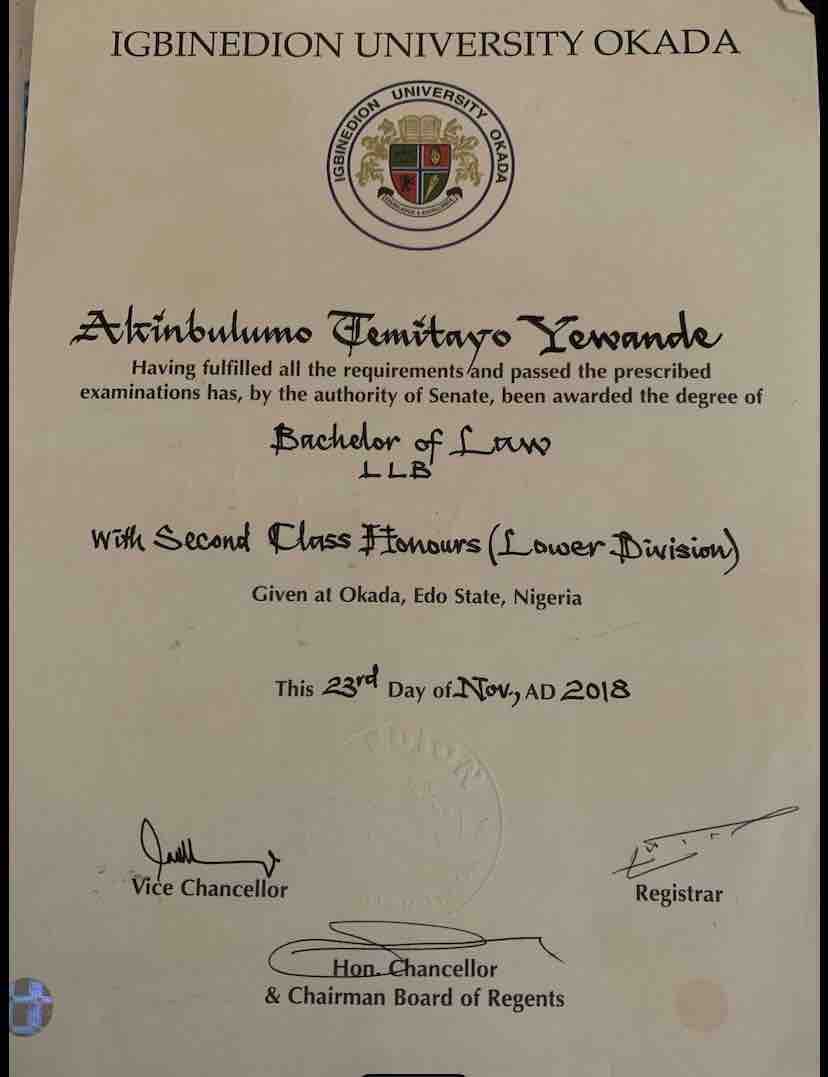 IGBINEDION UNIVERSITY OKADA
IGBINEDION UNIVERSITY OKADA
Akinbulumo Temitayo Yewande
Having fulfilled all the requirements and passed the prescribed
examinations has, by the authority of Senate, been awarded the degree of
Bachelor of Law
LLB
With Second Class Honours (Lower Division)
Given at Okada, Edo State, Nigeria
This 23rd Day of Nov., AD 2018
Vice Chancellor
Registrar
Hon. Chancellor
& Chairman Board of Regents